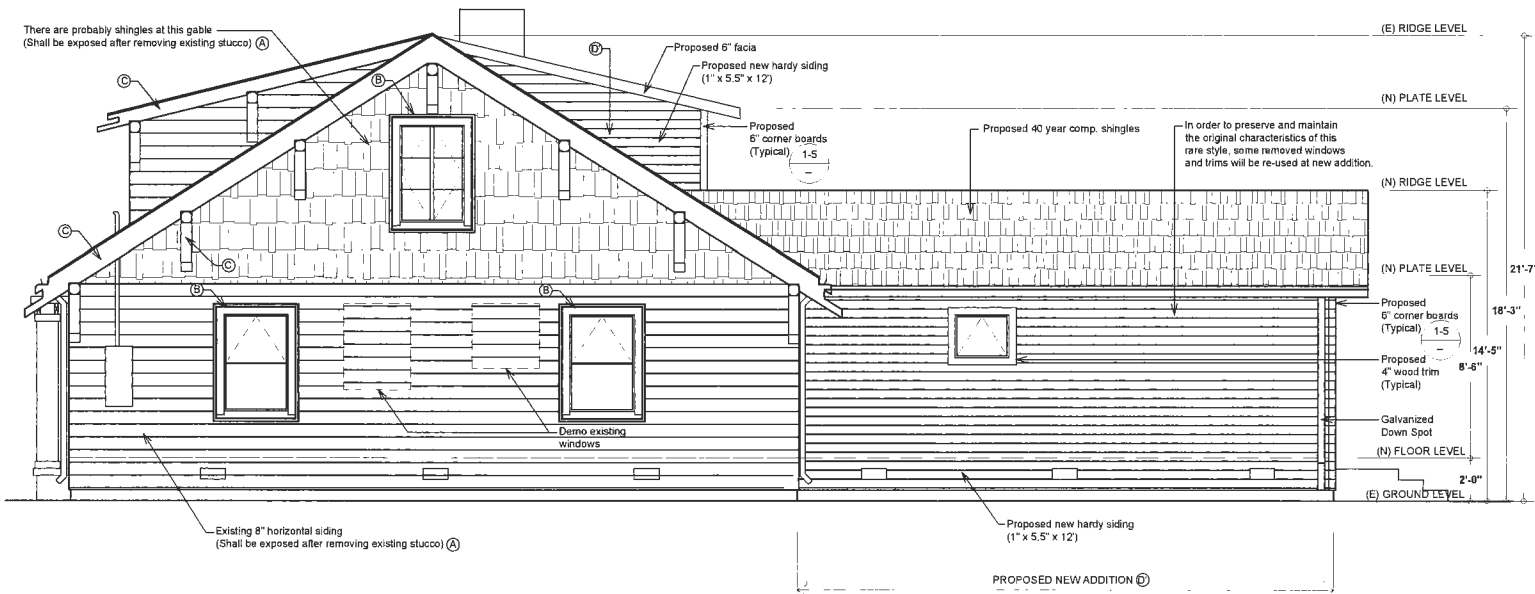 There are probably shingles at this gable
(Shall be exposed after removing existing stucco) A
C
D'
Proposed 6" facia
Proposed new hardy siding
(1" x 5.5" x 12')
B
(E) RIDGE LEVEL
(N) PLATE LEVEL
Proposed
6" corner boards
(Typical)
1-5
Proposed 40 year comp. shingles
In order to preserve and maintain
the original characteristics of this
rare style, some removed windows
and trims will be re-used at new addition.
(N) RIDGE LEVEL
C
C
(N) PLATE LEVEL
21'-7"
B
B
Proposed
6" corner boards
(Typical)
1-5
18'-3"
14'-5"
8'-6"
Proposed
4" wood trim
(Typical)
Galvanized
Down Spot
Demo existing
windows
(N) FLOOR LEVEL
2'-0"
(E) GROUND LEVEL
Existing 8" horizontal siding
(Shall be exposed after removing existing stucco) A
Proposed new hardy siding
(1" x 5.5" x 12')
PROPOSED NEW ADDITION D'